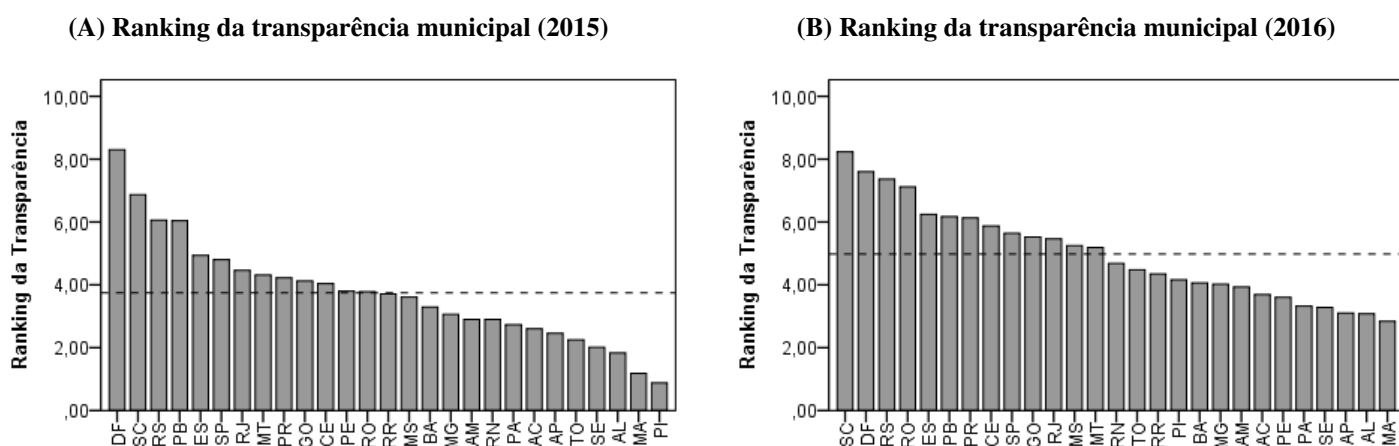 (A) Ranking da transparência municipal (2015)
Ranking da Transparência
10,00
8,00
6,00
4,00
2,00
,00
DF SC RS PB ES SP RJ MT PR GO CE PE RO RR MS BA MG AM RN PA AC AP TO SE AL MA PI
(B) Ranking da transparência municipal (2016)
Ranking da Transparência
10,00
8,00
6,00
4,00
2,00
,00
SC DF RS RO ES PB PR CE SP GO RJ MS MT RN TO RR PI BA MG AM AC PE PA SE AP AL MA